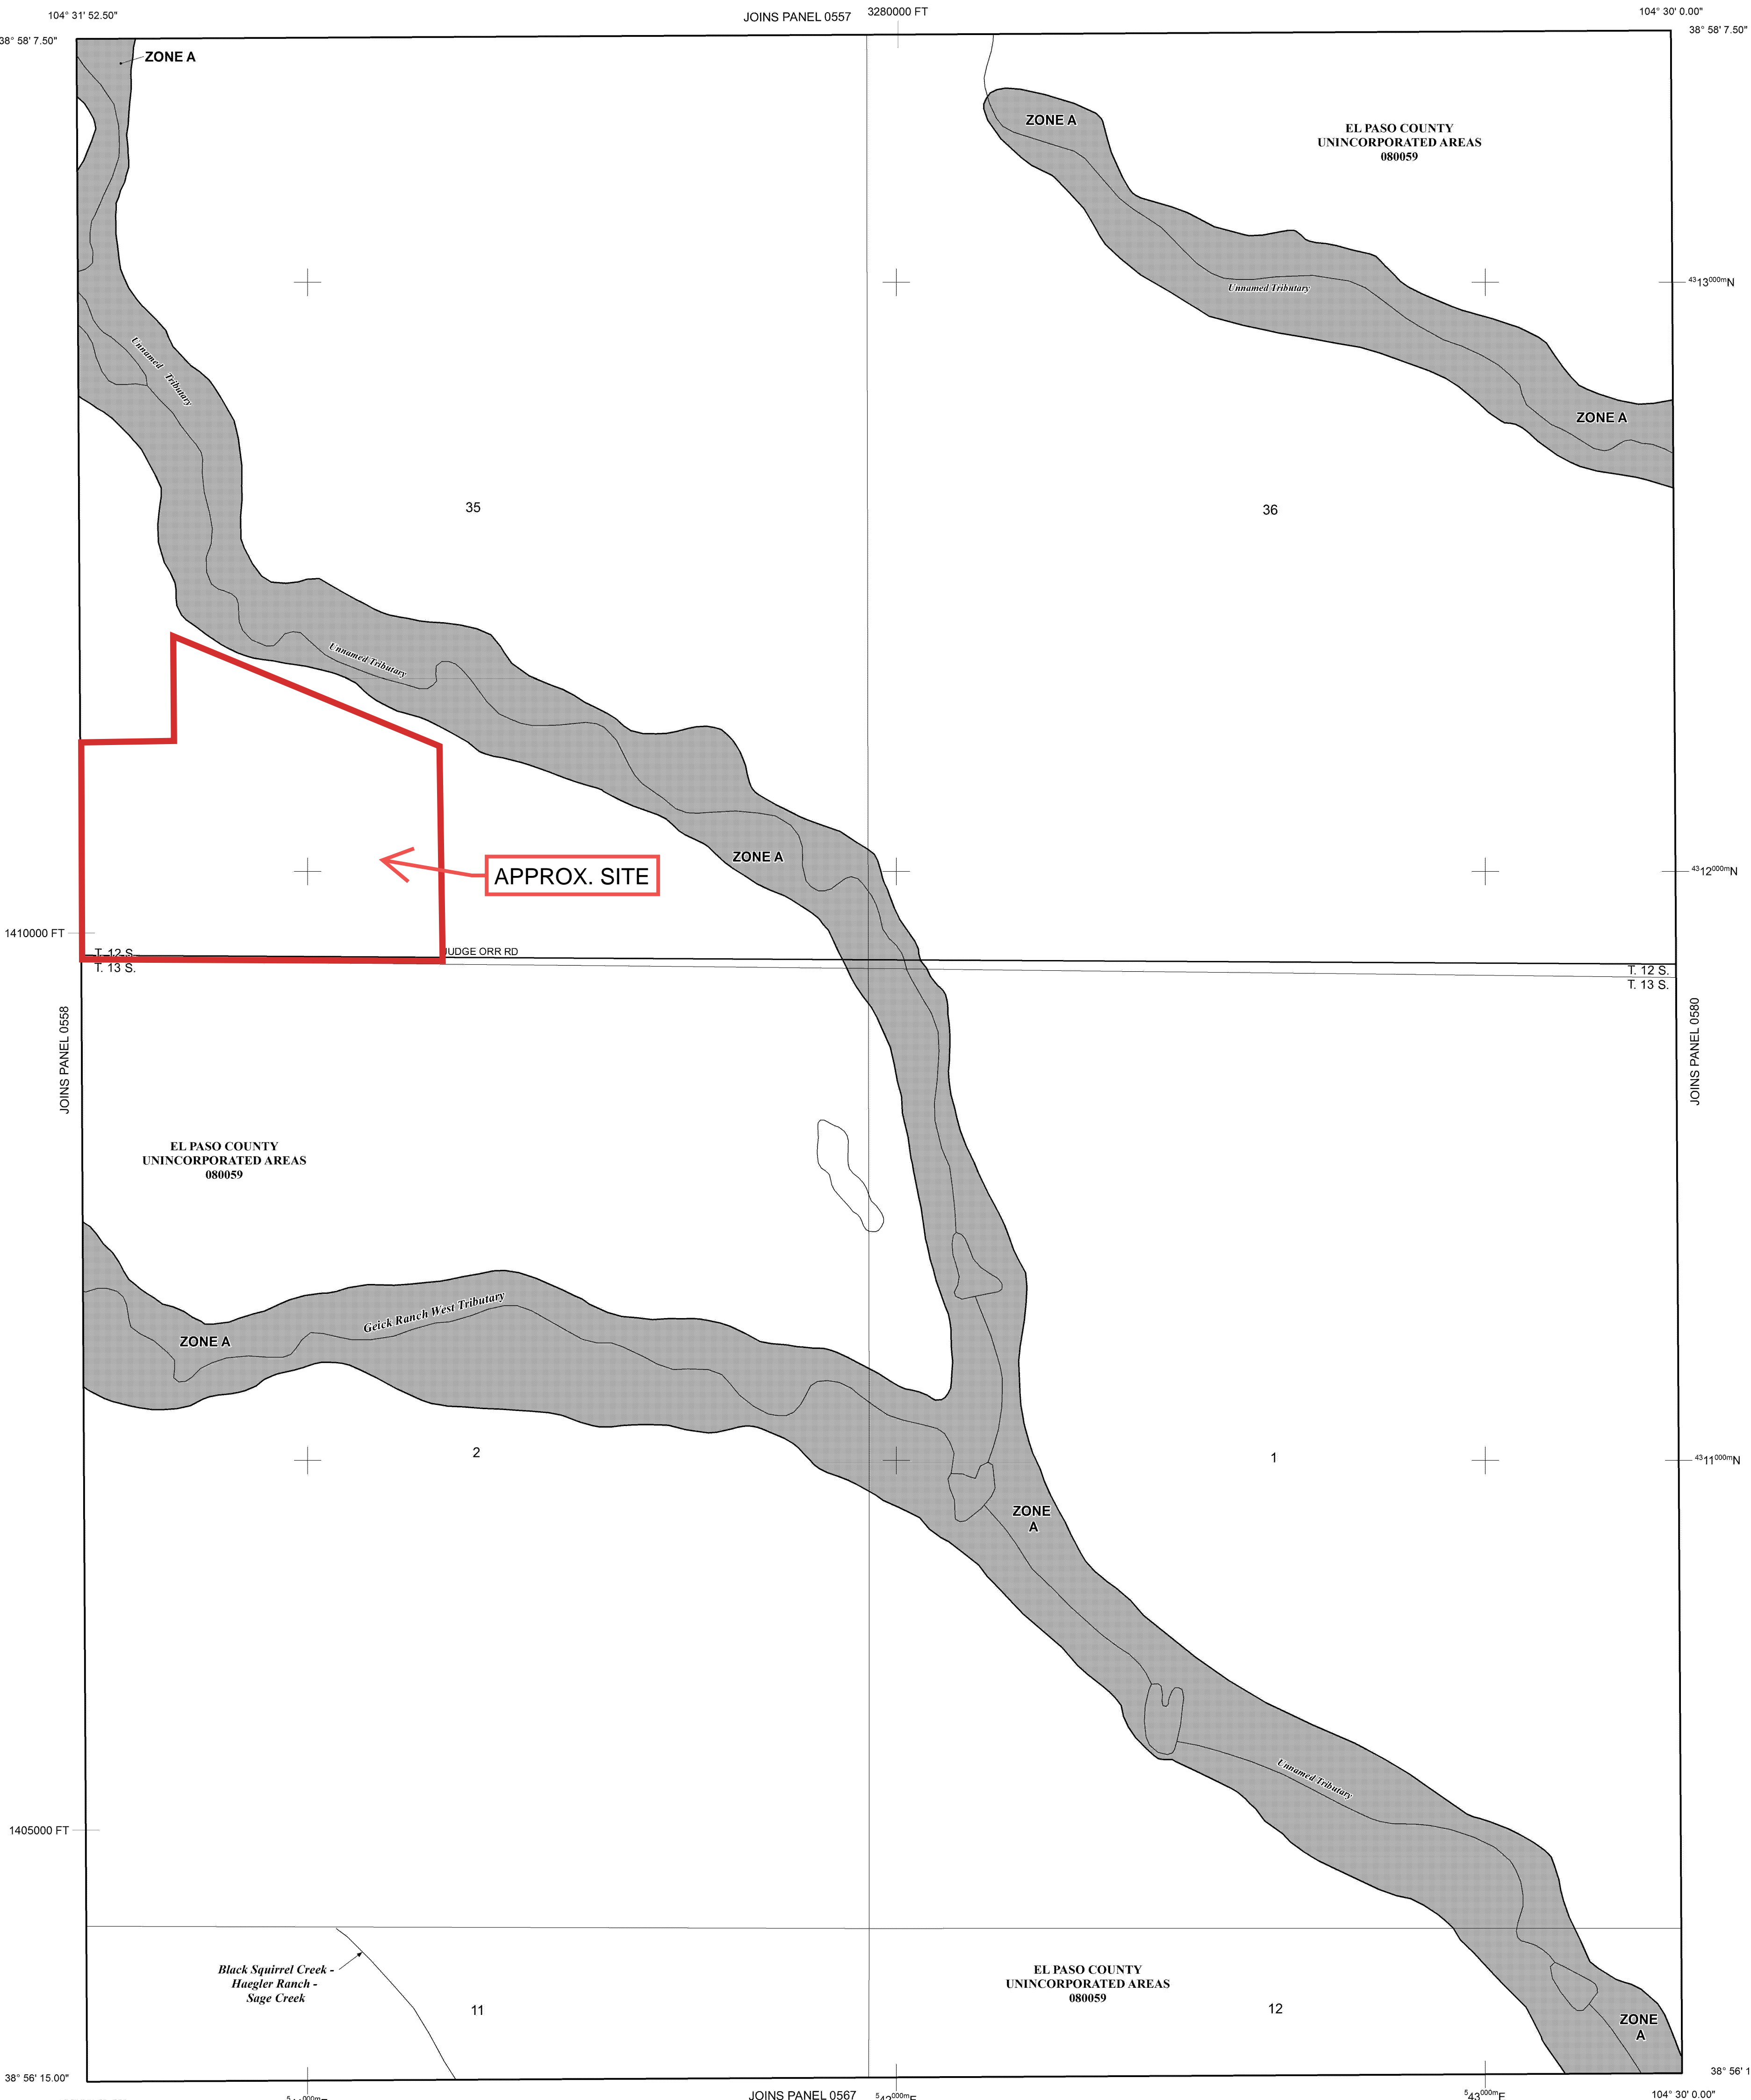 104° 31' 52.50"
JOINS PANEL 0557
3280000 FT
104° 30' 0.00"
38° 58' 7.50"
38° 58' 7.50"
ZONE A
ZONE A
EL PASO COUNTY
UNINCORPORATED AREAS
080059
Unnamed Tributary
4313000mN
Unnamed Tributary
ZONE A
35
36
Unnamed Tributary
ZONE A
4312000mN
APPROX. SITE
1410000 FT
T. 12 S.
JUDGE ORR RD
T. 13 S.
T. 12 S.
T. 13 S.
JOINS PANEL 0558
JOINS PANEL 0580
EL PASO COUNTY
UNINCORPORATED AREAS
080059
Geick Ranch West Tributary
ZONE A
2
1
4311000mN
ZONE
A
Unnamed Tributary
1405000 FT
Black Squirrel Creek -
Haegler Ranch -
Sage Creek
EL PASO COUNTY
UNINCORPORATED AREAS
080059
11
12
ZONE
A
38° 56' 15.00"
38° 56' 1
JOINS PANEL 0567
543000mE
104° 30' 0.00"